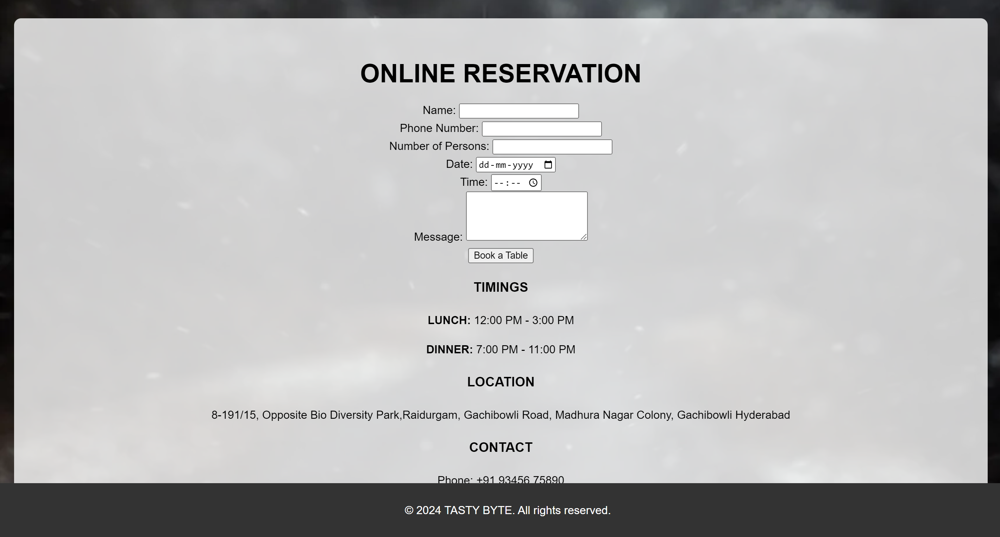 ONLINE RESERVATION
Name:
Phone Number:
Number of Persons:
Date: dd-mm-yyyy
Time: --:--
Message:
Book a Table
TIMINGS
LUNCH: 12:00 PM - 3:00 PM
DINNER: 7:00 PM - 11:00 PM
LOCATION
8-191/15, Opposite Bio Diversity Park,Raidurgam, Gachibowli Road, Madhura Nagar Colony, Gachibowli Hyderabad
CONTACT
Phone: +91 93456 75890
© 2024 TASTY BYTE. All rights reserved.